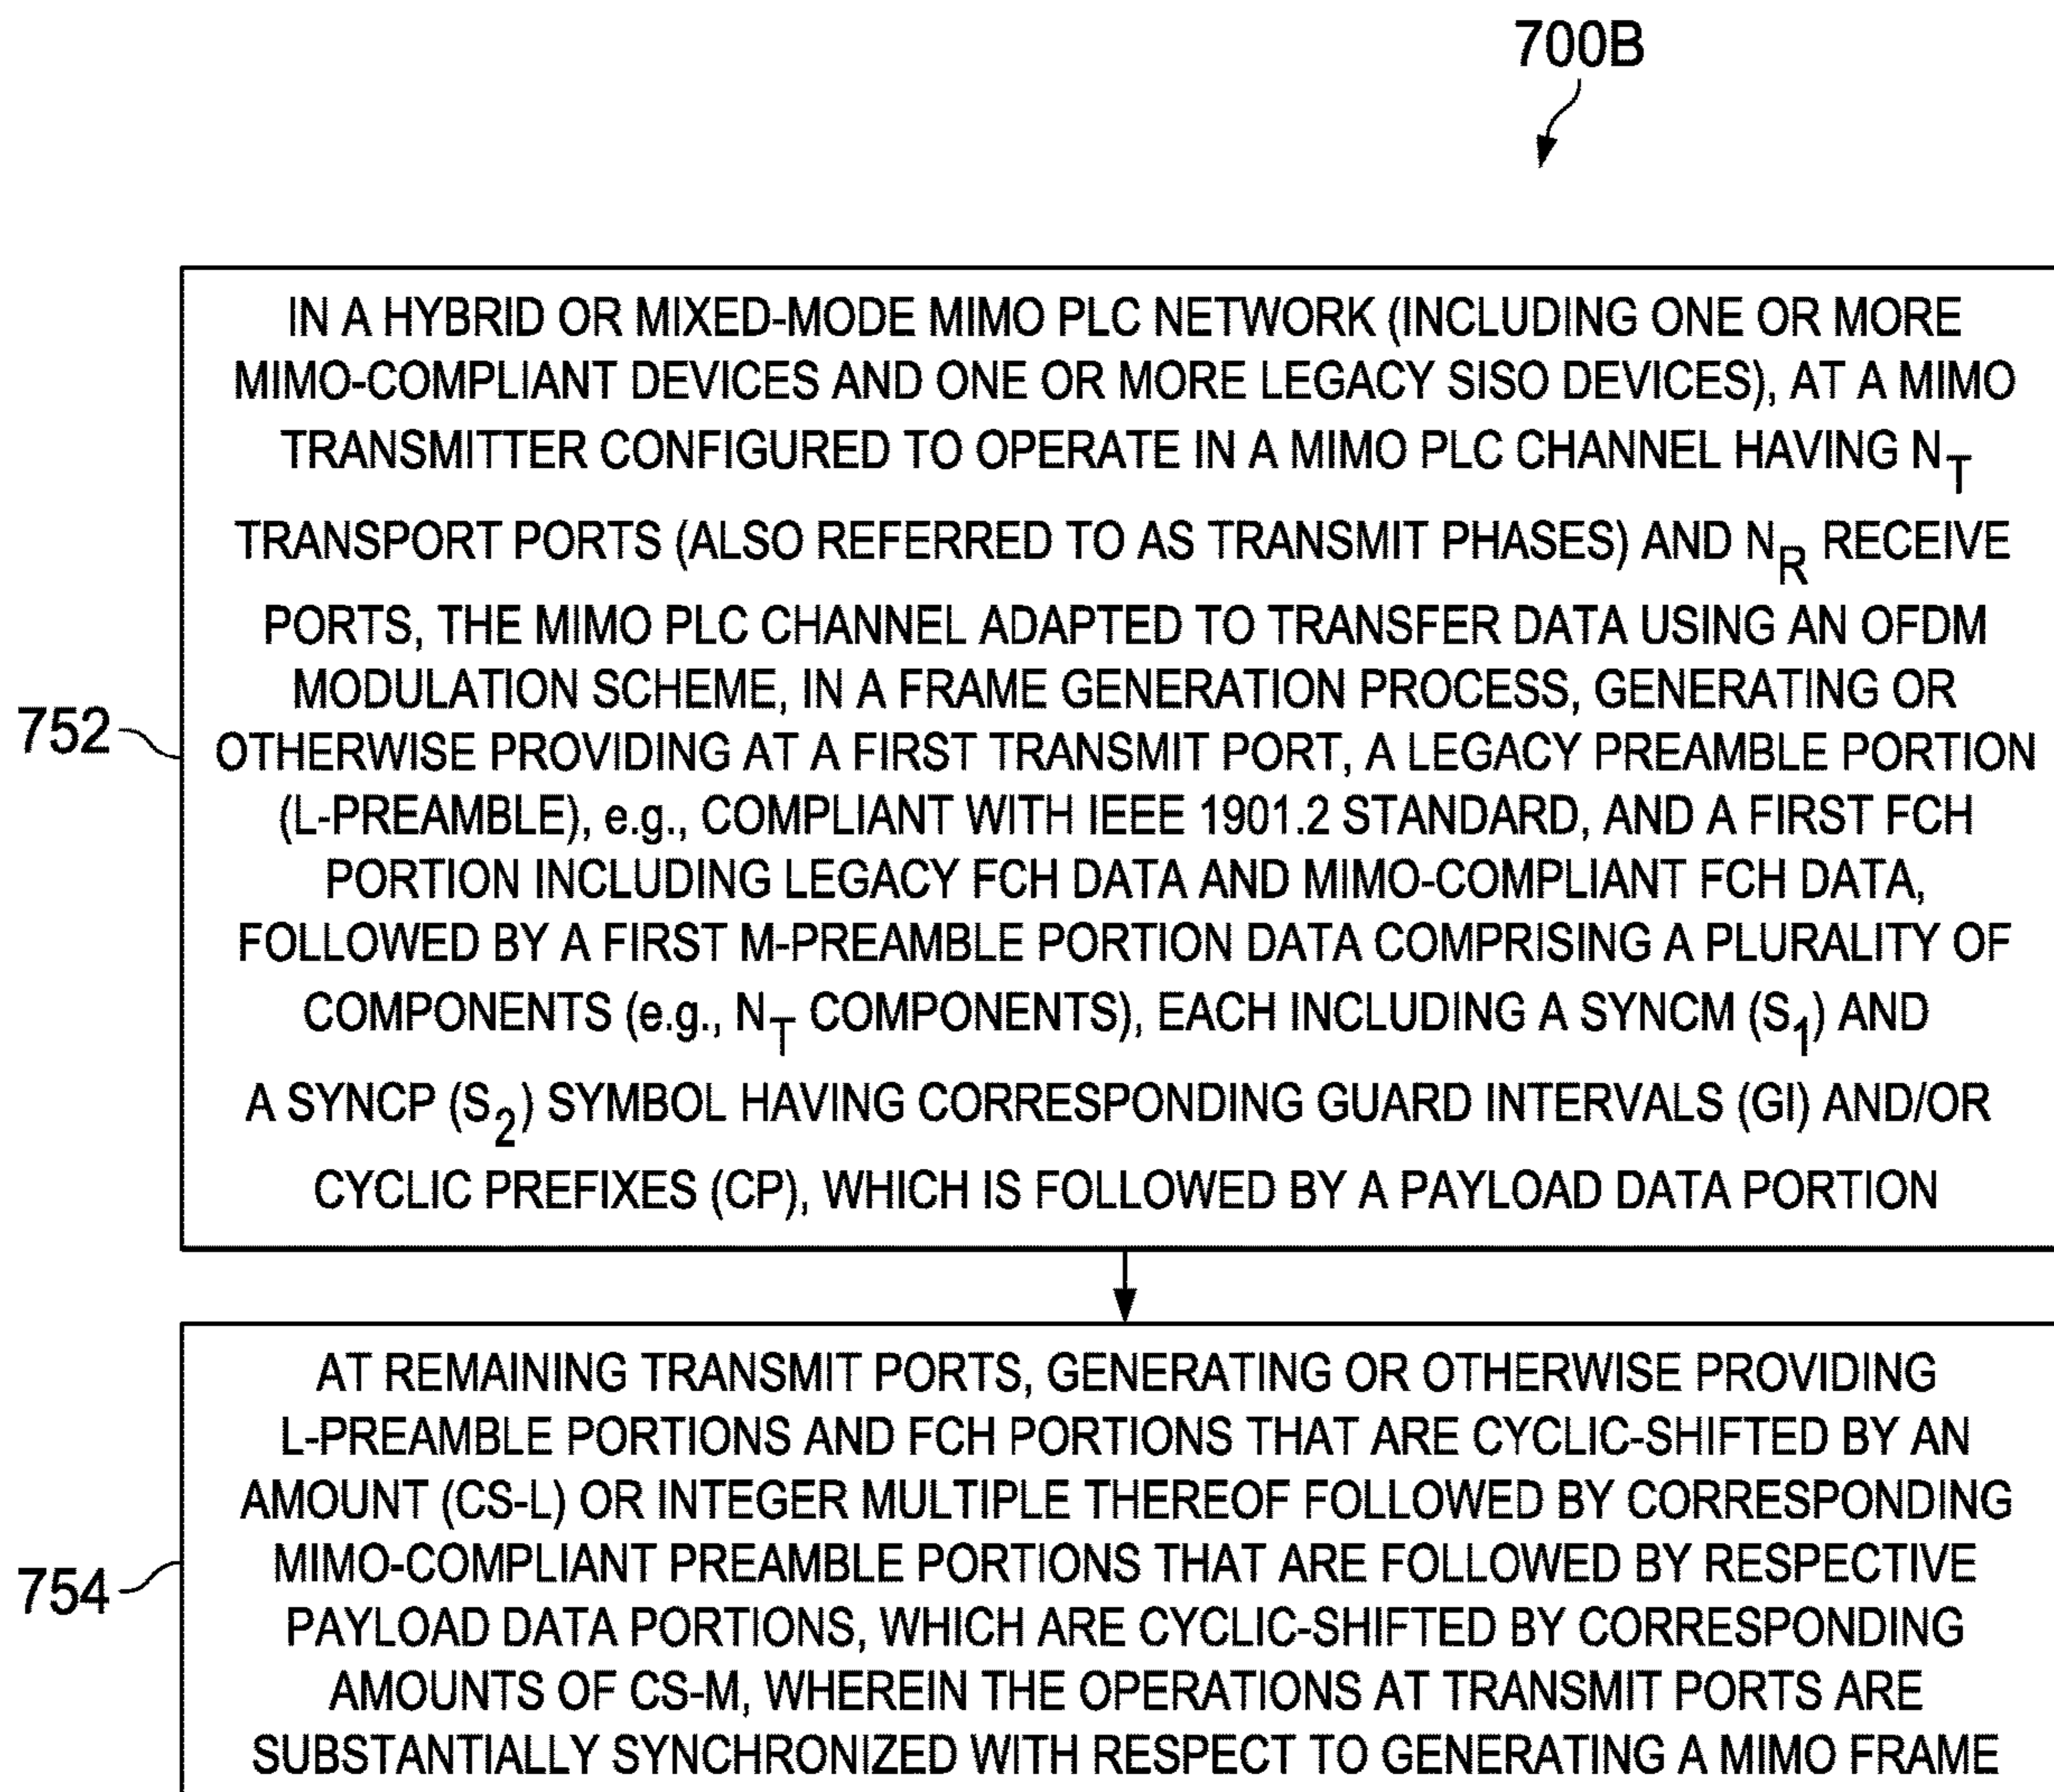 700B
IN A HYBRID OR MIXED-MODE MIMO PLC NETWORK (INCLUDING ONE OR MORE
MIMO-COMPLIANT DEVICES AND ONE OR MORE LEGACY SISO DEVICES), AT A MIMO
TRANSMITTER CONFIGURED TO OPERATE IN A MIMO PLC CHANNEL HAVING N_T
TRANSPORT PORTS (ALSO REFERRED TO AS TRANSMIT PHASES) AND N_R RECEIVE
PORTS, THE MIMO PLC CHANNEL ADAPTED TO TRANSFER DATA USING AN OFDM
MODULATION SCHEME, IN A FRAME GENERATION PROCESS, GENERATING OR
752
OTHERWISE PROVIDING AT A FIRST TRANSMIT PORT, A LEGACY PREAMBLE PORTION
(L-PREAMBLE), e.g., COMPLIANT WITH IEEE 1901.2 STANDARD, AND A FIRST FCH
PORTION INCLUDING LEGACY FCH DATA AND MIMO-COMPLIANT FCH DATA,
FOLLOWED BY A FIRST M-PREAMBLE PORTION DATA COMPRISING A PLURALITY OF
COMPONENTS (e.g., N_T COMPONENTS), EACH INCLUDING A SYNCM (S_1) AND
A SYNCP (S_2) SYMBOL HAVING CORRESPONDING GUARD INTERVALS (GI) AND/OR
CYCLIC PREFIXES (CP), WHICH IS FOLLOWED BY A PAYLOAD DATA PORTION
AT REMAINING TRANSMIT PORTS, GENERATING OR OTHERWISE PROVIDING
L-PREAMBLE PORTIONS AND FCH PORTIONS THAT ARE CYCLIC-SHIFTED BY AN
AMOUNT (CS-L) OR INTEGER MULTIPLE THEREOF FOLLOWED BY CORRESPONDING
MIMO-COMPLIANT PREAMBLE PORTIONS THAT ARE FOLLOWED BY RESPECTIVE
754
PAYLOAD DATA PORTIONS, WHICH ARE CYCLIC-SHIFTED BY CORRESPONDING
AMOUNTS OF CS-M, WHEREIN THE OPERATIONS AT TRANSMIT PORTS ARE
SUBSTANTIALLY SYNCHRONIZED WITH RESPECT TO GENERATING A MIMO FRAME